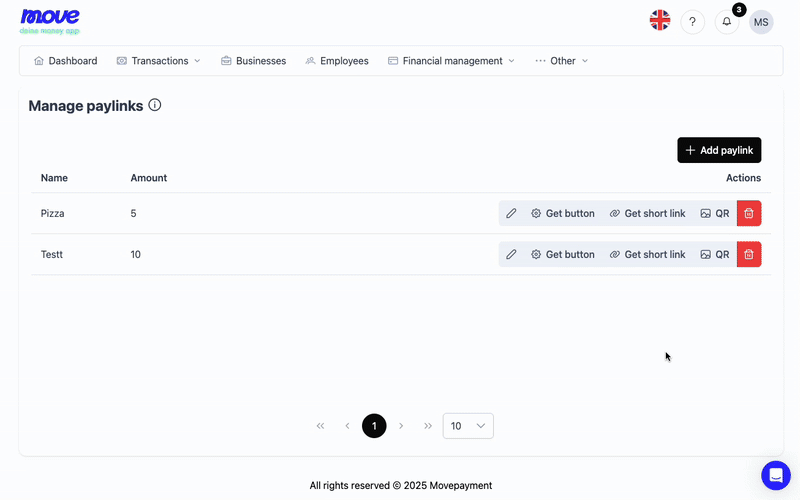 move
deine money app
? 3 MS
Dashboard Transactions Businesses Employees Financial management Other
Manage paylinks
Add paylink
Name Amount Actions
Pizza 5 Get button Get short link QR
Testt 10 Get button Get short link QR
1 10
All rights reserved © 2025 Movepayment